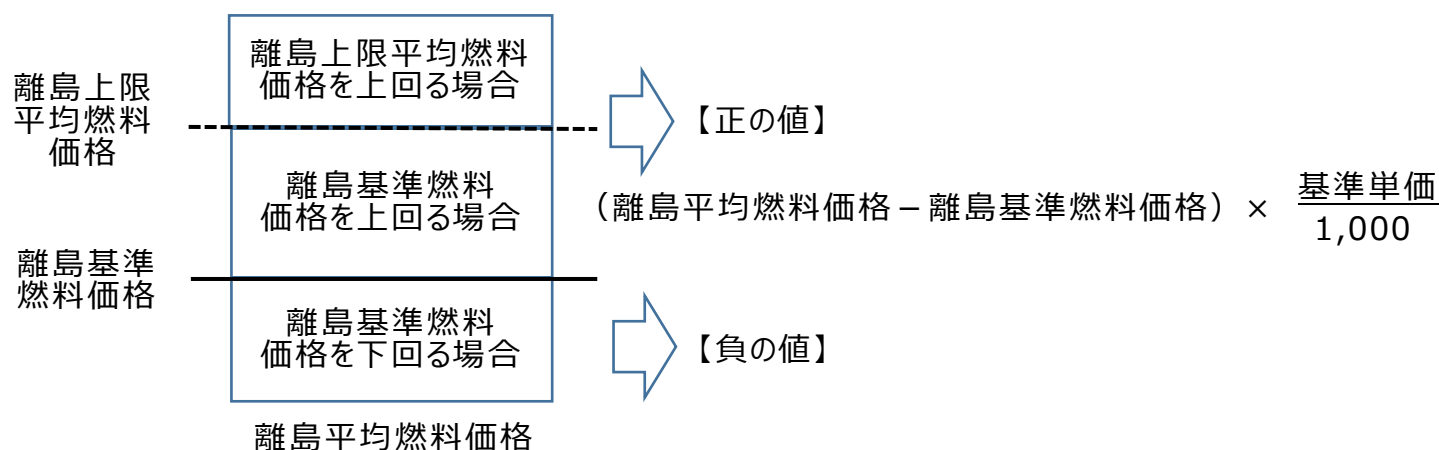 離島上限平均燃料
価格を上回る場合
離島上限
平均燃料
価格
【正の値】
離島基準燃料
価格を上回る場合
（離島平均燃料価格－離島基準燃料価格）× 基準単価
1,000
離島基準
燃料価格
離島基準燃料
価格を下回る場合
【負の値】
離島平均燃料価格